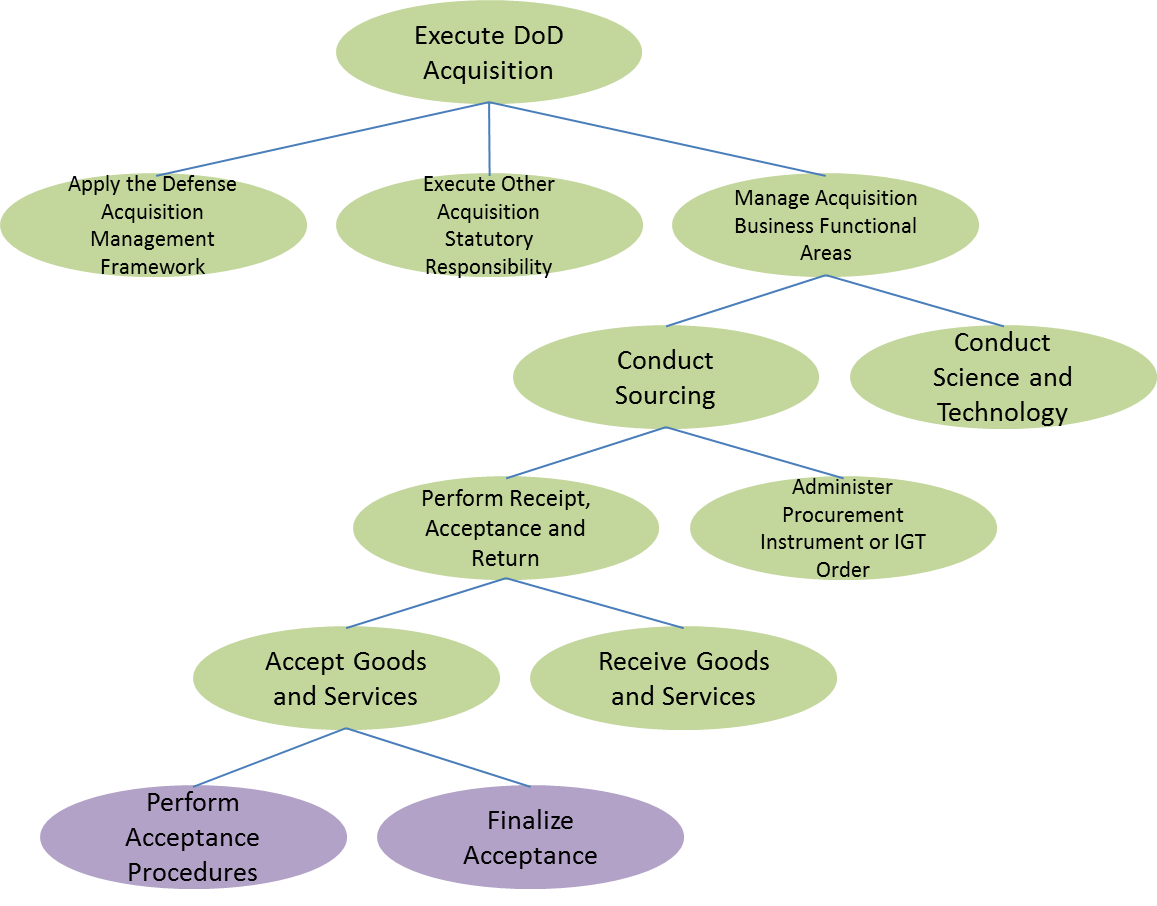 Execute DoD
Acquisition
Apply the Defense
Acquisition
Management
Framework
Execute Other
Acquisition
Statutory
Responsibility
Manage Acquisition
Business Functional
Areas
Conduct
Sourcing
Conduct
Science and
Technology
Perform Receipt,
Acceptance and
Return
Administer
Procurement
Instrument or IGT
Order
Accept Goods
and Services
Receive Goods
and Services
Perform
Acceptance
Procedures
Finalize
Acceptance